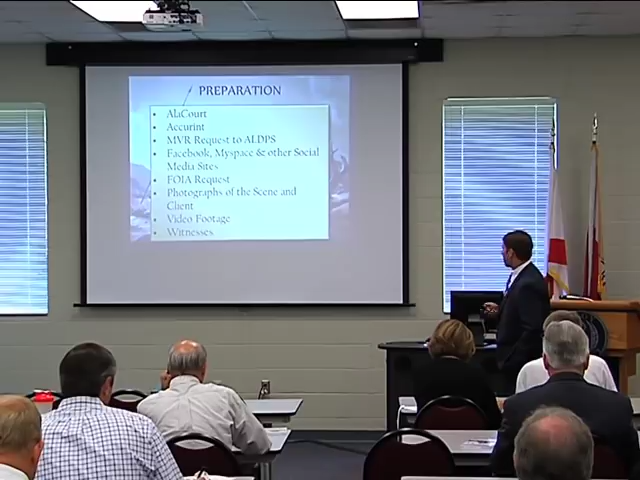 PREPARATION
• AlaCourt
• Accurint
• MVR Request to ALDPS
• Facebook, Myspace & other Social
Media Sites
• FOIA Request
• Photographs of the Scene and
Client
• Video Footage
• Witnesses